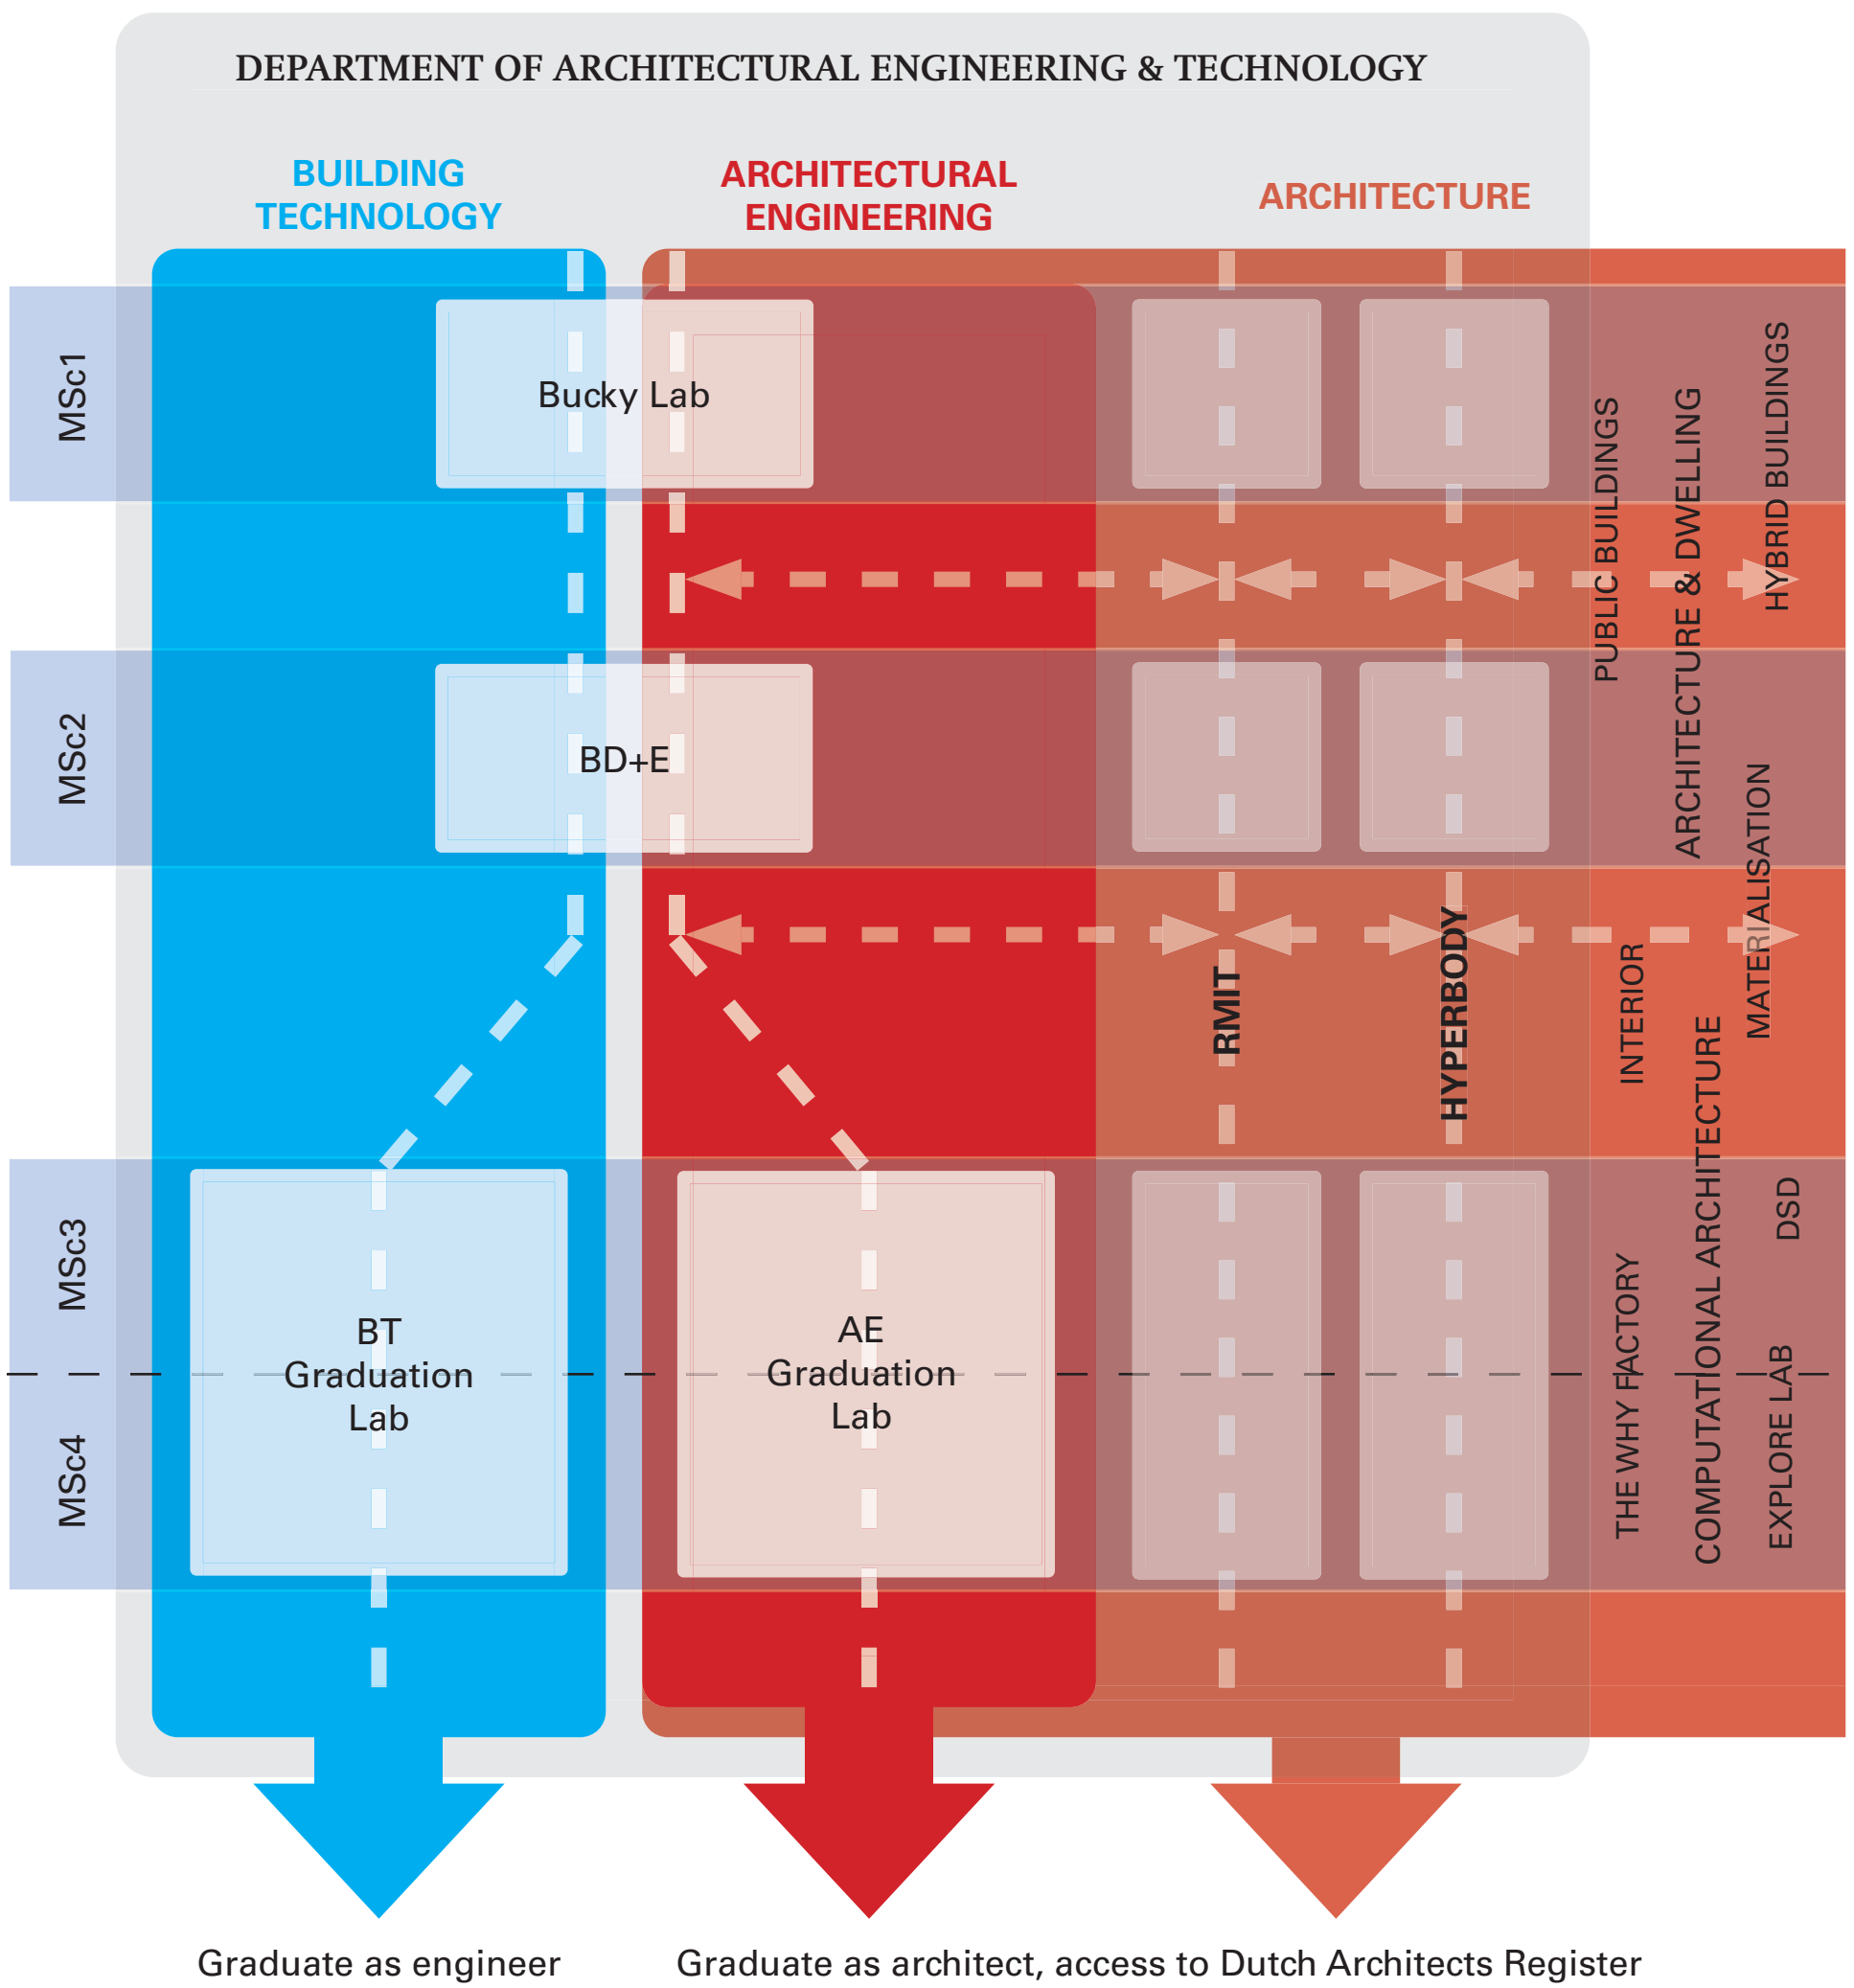 DEPARTMENT OF ARCHITECTURAL ENGINEERING & TECHNOLOGY
BUILDING
TECHNOLOGY
ARCHITECTURAL
ENGINEERING
ARCHITECTURE
MSc1
Bucky Lab
PUBLIC BUILDINGS
ARCHITECTURE & DWELLING
HYBRID BUILDINGS
MSc2
BD+E
MATERIALISATION
RMIT
HYPERBODY
INTERIOR
COMPUTATIONAL ARCHITECTURE
DSD
MSc3
BT
Graduation
Lab
AE
Graduation
Lab
THE WHY FACTORY
EXPLORE LAB
MSc4
Graduate as engineer
Graduate as architect, access to Dutch Architects Register